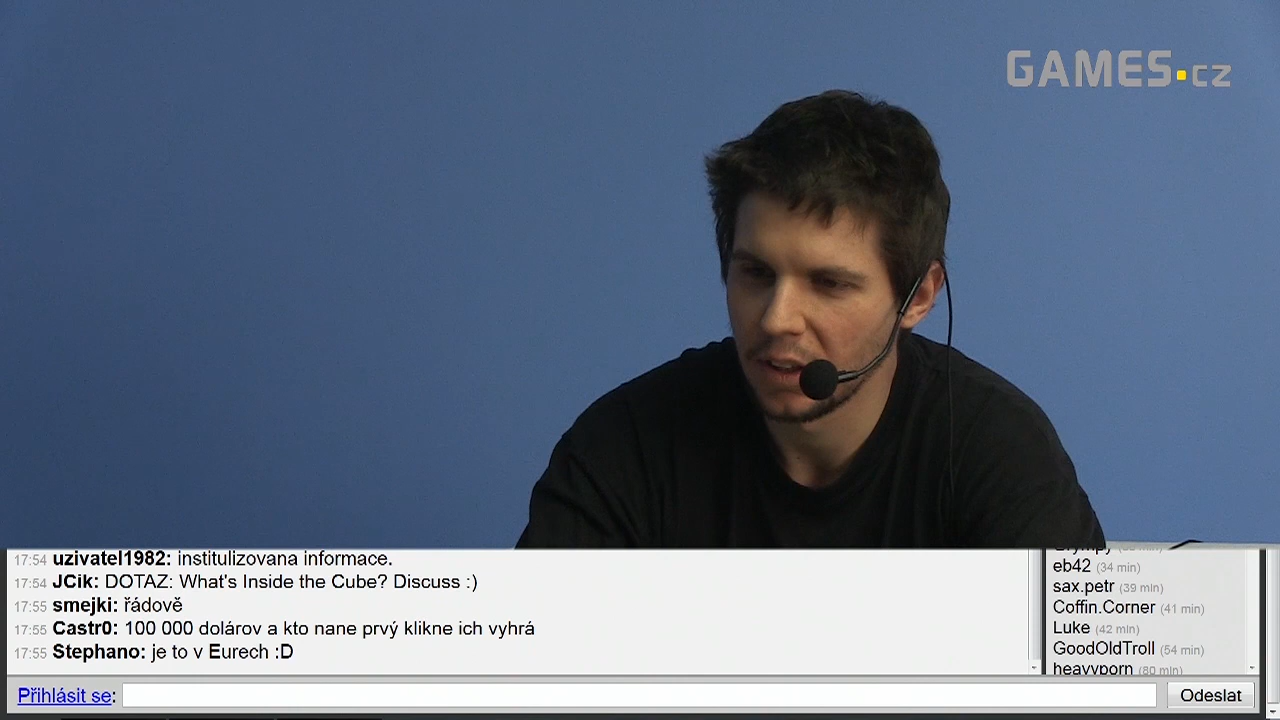 GAMES.cz
17:54 uzivatel1982: institulizovana informace.
17:54 JCik: DOTAZ: What's Inside the Cube? Discuss :)
17:55 smejki: řádově
17:55 Castr0: 100 000 dolárov a kto nane prvý klikne ich vyhrá
17:55 Stephano: je to v Eurech :D
eb42 (34 min)
sax.petr (39 min)
Coffin.Corner (41 min)
Luke (42 min)
GoodOldTroll (54 min)
heavyporn (80 min)
Přihlásit se:
Odeslat